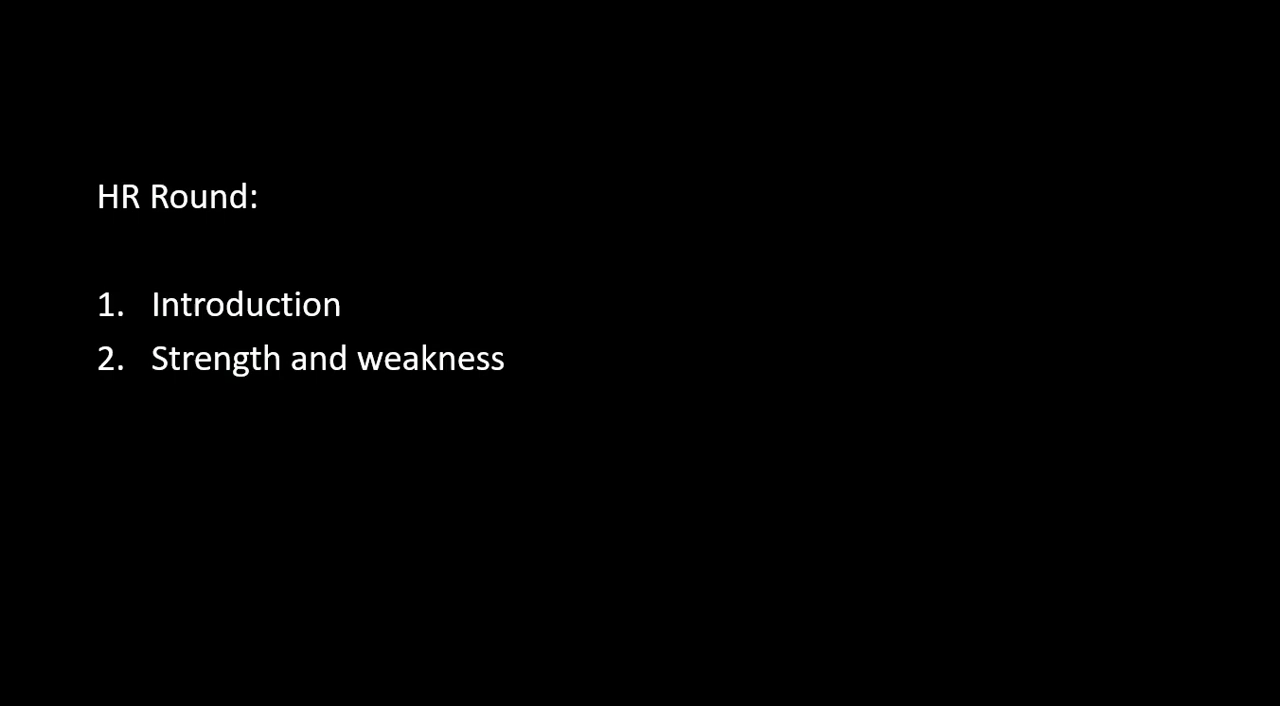 HR Round:
1. Introduction
2. Strength and weakness